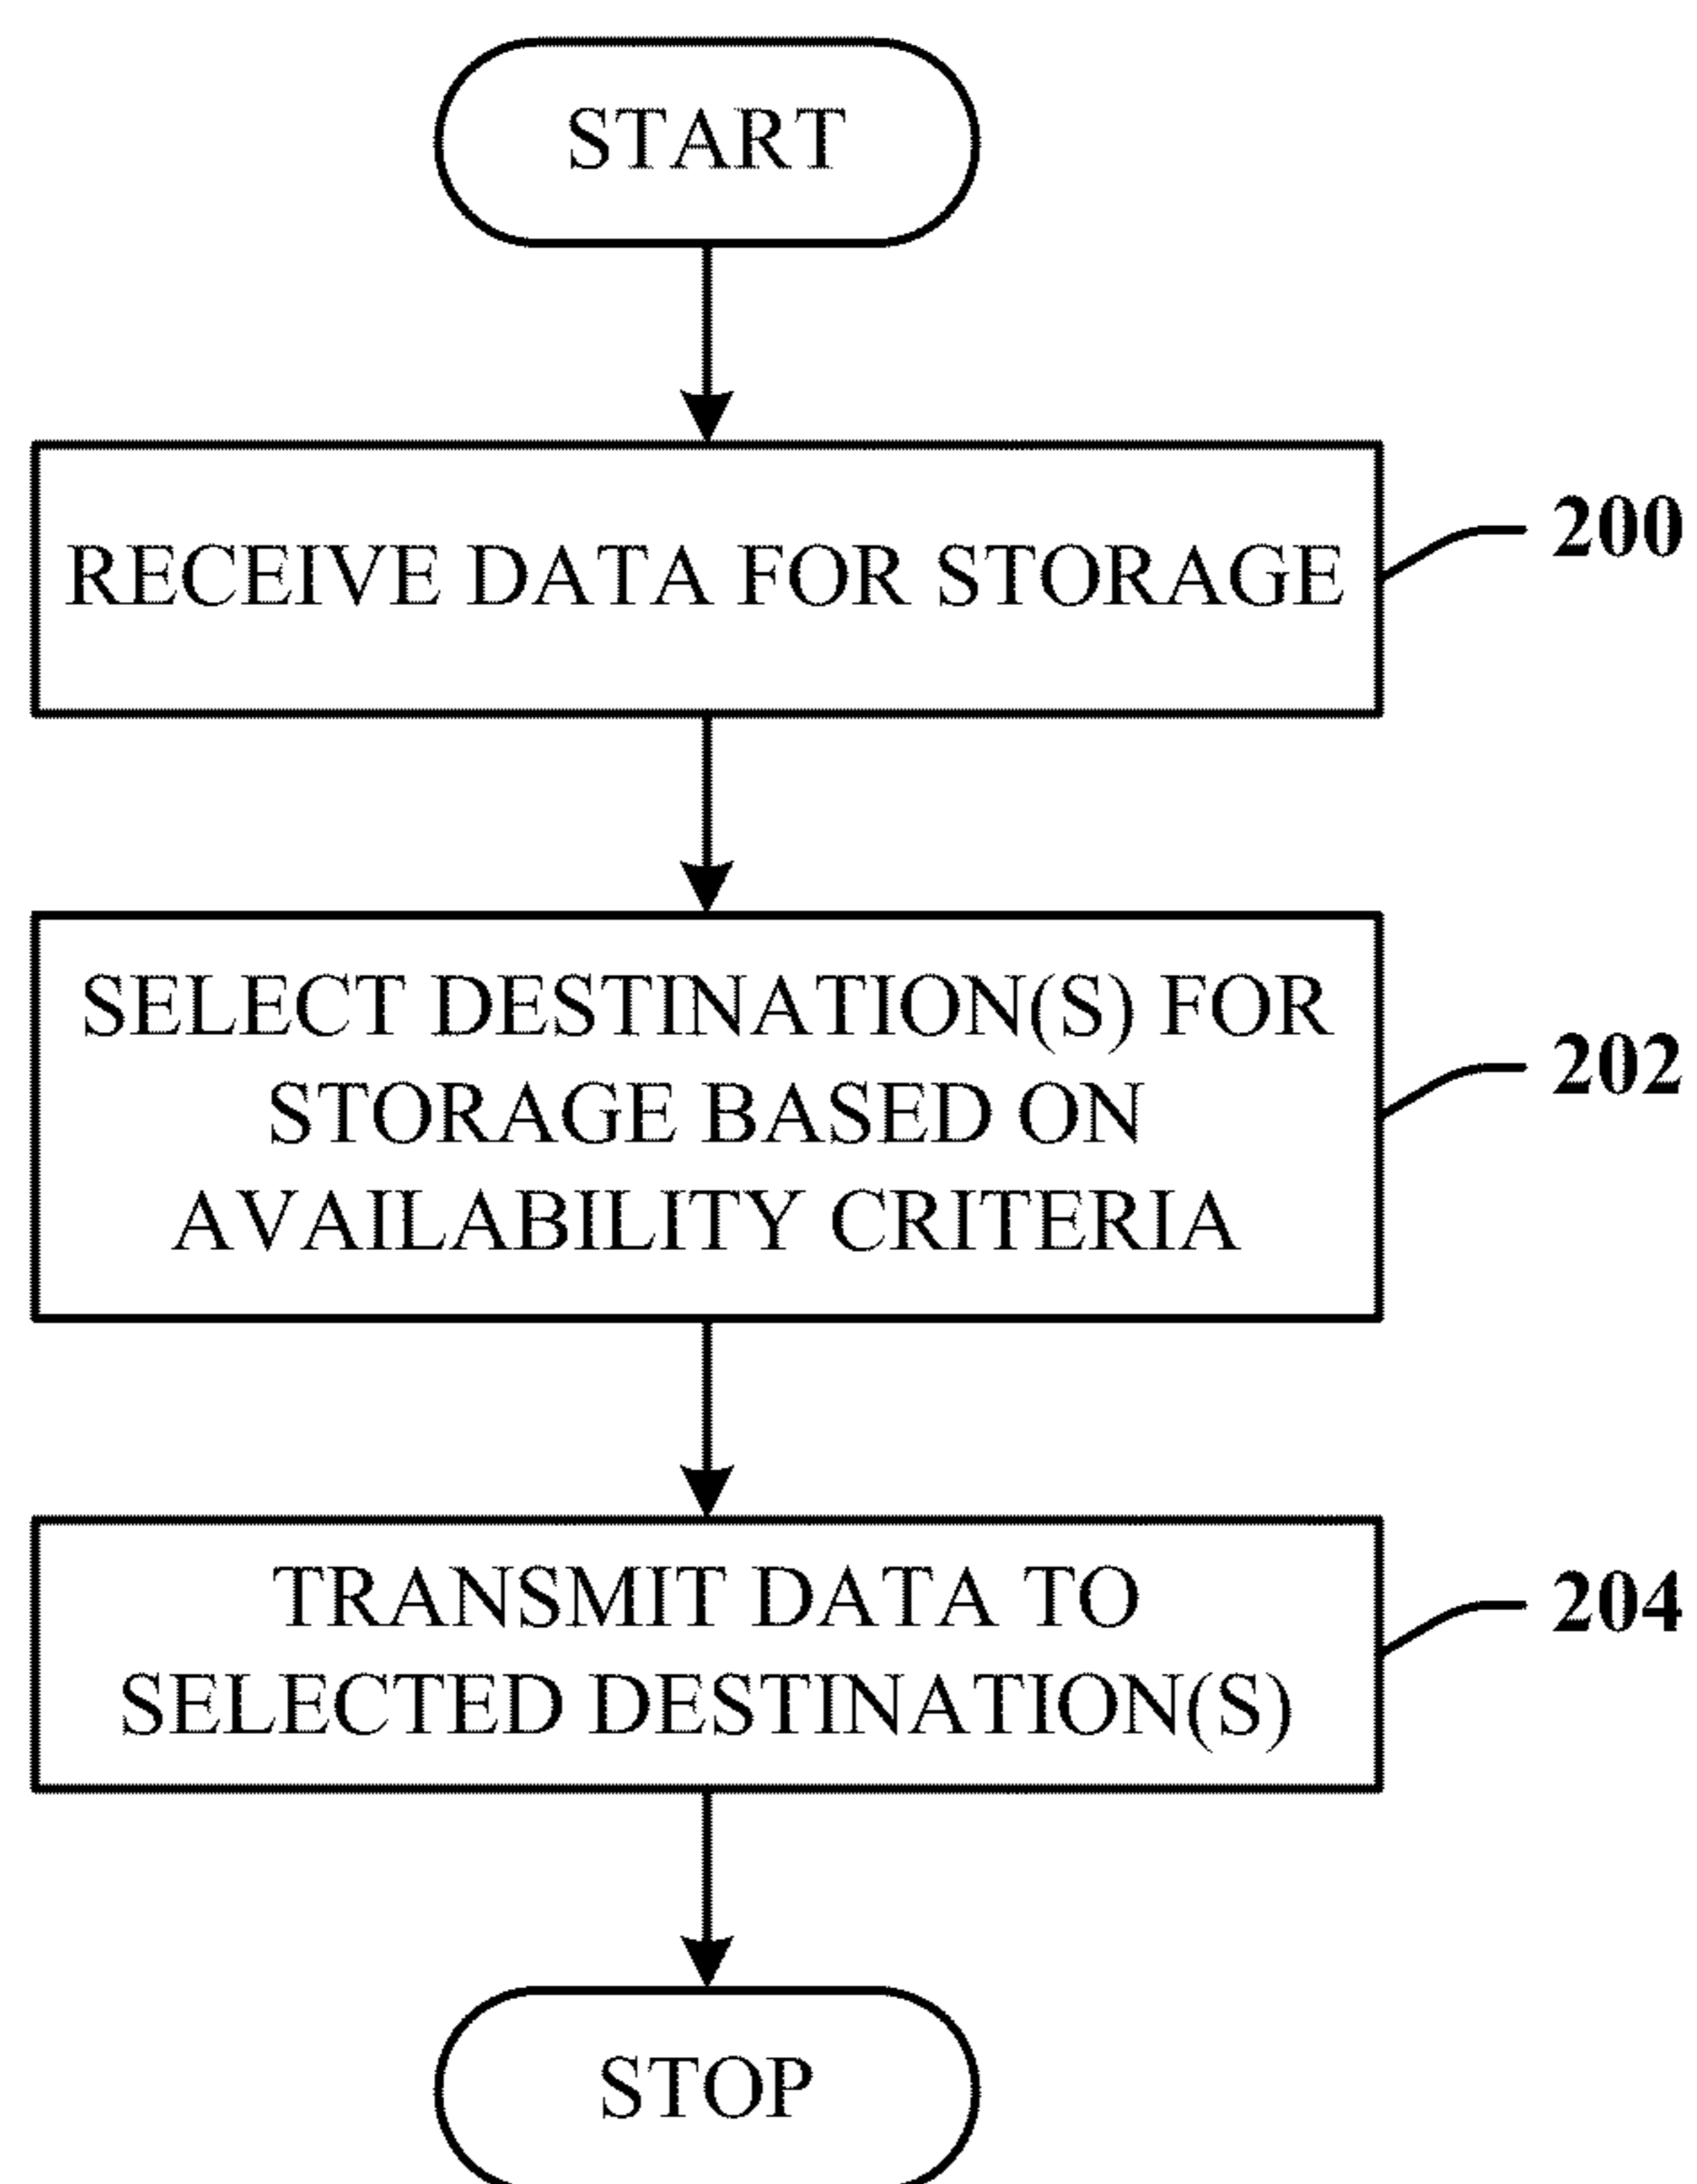 START
RECEIVE DATA FOR STORAGE
200
SELECT DESTINATION(S) FOR
STORAGE BASED ON
AVAILABILITY CRITERIA
202
TRANSMIT DATA TO
SELECTED DESTINATION(S)
204
STOP